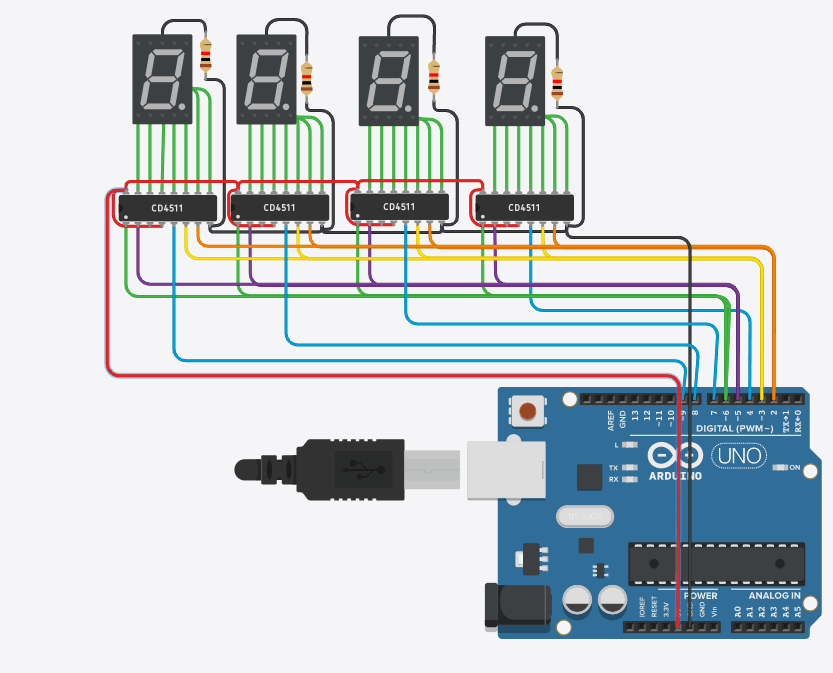 CD4511
CD4511
CD4511
CD4511
AREF
GND
13
12
~11
~10
~9
8
7
~6
~5
4
~3
2
TX→1
RX←0
DIGITAL (PWM~)
L
TX
RX
ARDUINO
UNO
ON
POWER
ANALOG IN
IOREF
RESET
3.3V
GND
Vin
A0
A1
A2
A3
A4
A5